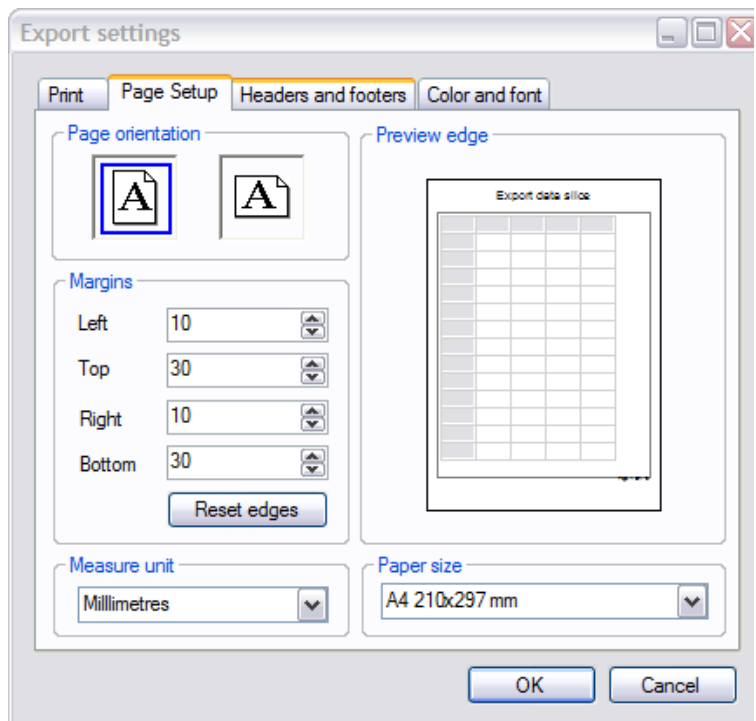 Export settings
Print Page Setup Headers and footers Color and font
Page orientation
A A
Preview edge
Export data slice
Margins
Left 10
Top 30
Right 10
Bottom 30
Reset edges
Measure unit
Millimetres
Paper size
A4 210x297 mm
OK Cancel